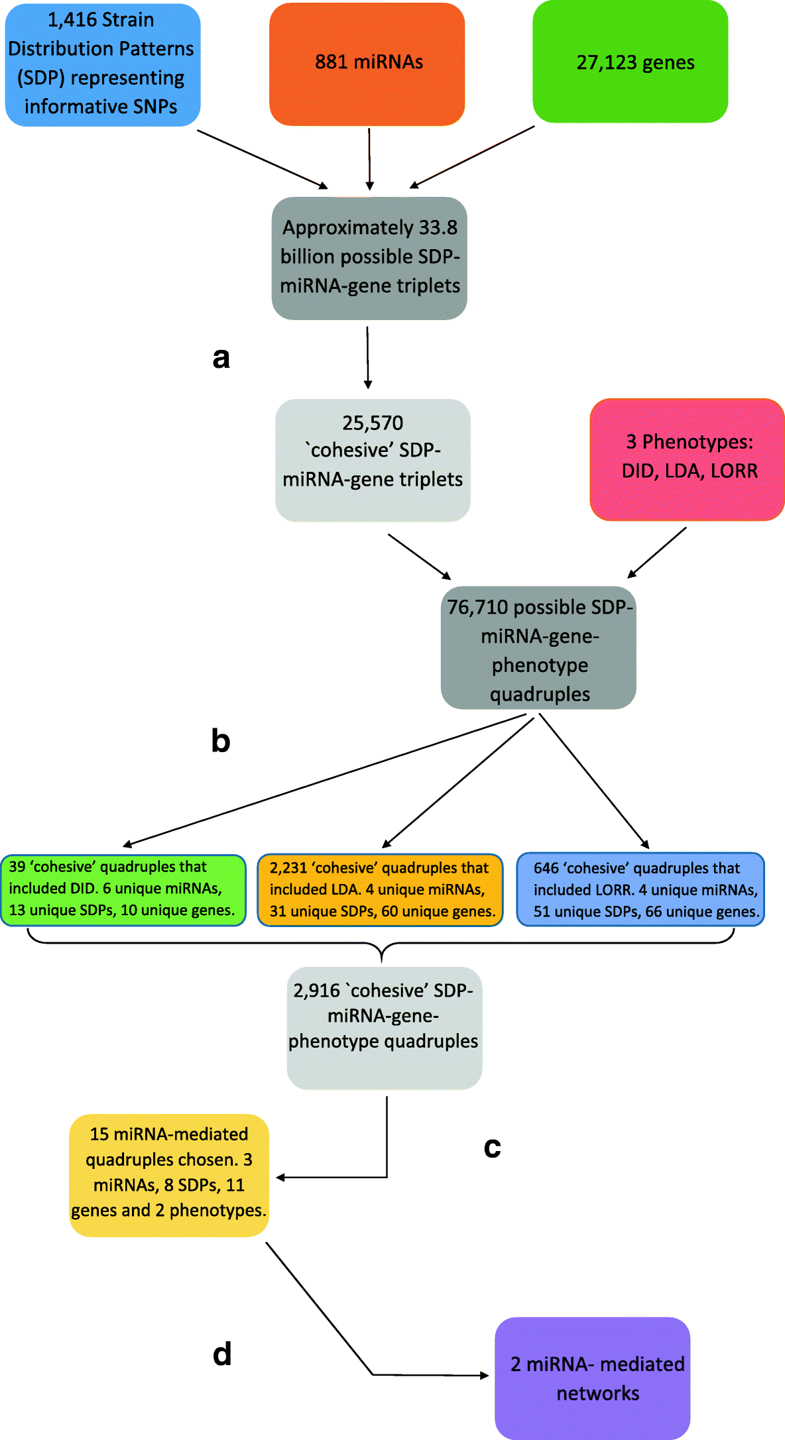 1,416 Strain
Distribution Patterns
(SDP) representing
informative SNPs
881 miRNAs
27,123 genes
Approximately 33.8
billion possible SDP-
miRNA-gene triplets
a
25,570
`cohesive’ SDP-
miRNA-gene triplets
3 Phenotypes:
DID, LDA, LORR
76,710 possible SDP-
miRNA-gene-
phenotype
quadruples
b
39 ‘cohesive’ quadruples that
included DID. 6 unique miRNAs,
13 unique SDPs, 10 unique genes.
2,231 ‘cohesive’ quadruples that
included LDA. 4 unique miRNAs,
31 unique SDPs, 60 unique genes.
646 ‘cohesive’ quadruples that
included LORR. 4 unique miRNAs,
51 unique SDPs, 66 unique genes.
2,916 `cohesive’ SDP-
miRNA-gene-
phenotype quadruples
c
15 miRNA-mediated
quadruples chosen. 3
miRNAs, 8 SDPs, 11
genes and 2 phenotypes.
d
2 miRNA- mediated
networks